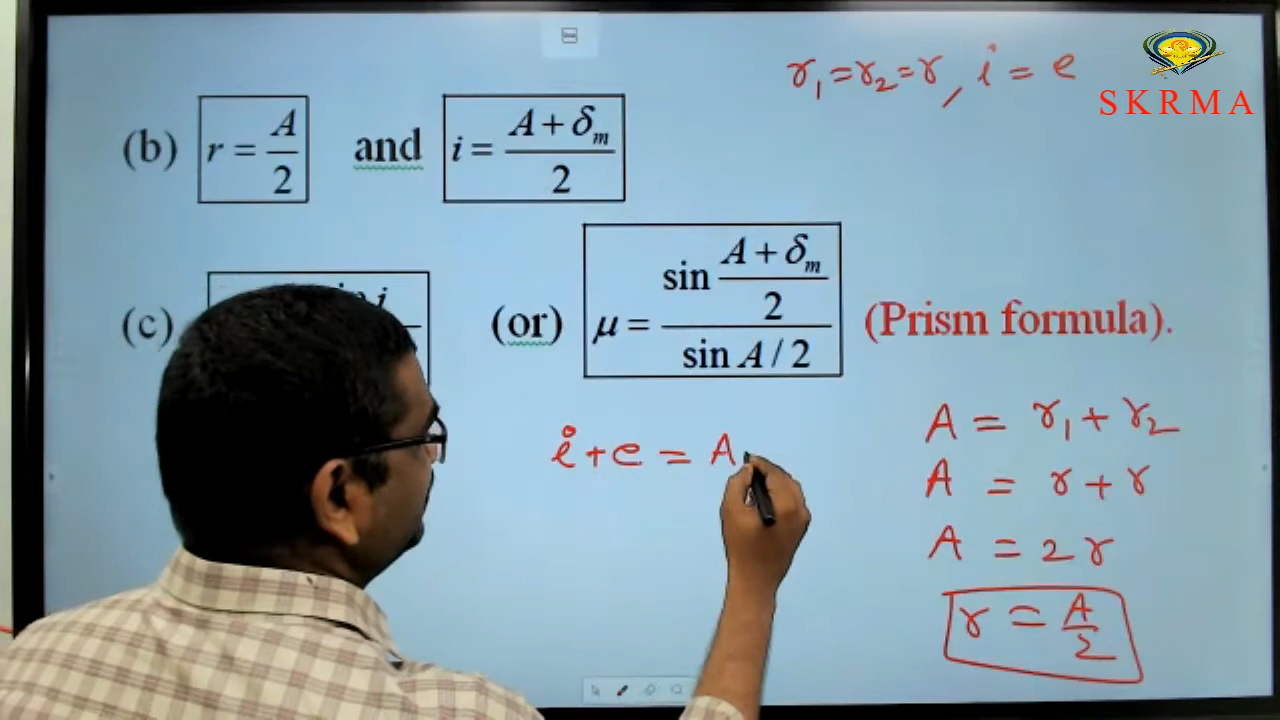 r₁ = r₂ = r, i = e
SKRMA
(b) r = A/2 and i = (A + δₘ)/2
(c) i (or) μ = sin (A + δₘ)/2 / sin A / 2 (Prism formula).
i + e = A
A = r₁ + r₂
A = r + r
A = 2r
r = A/2